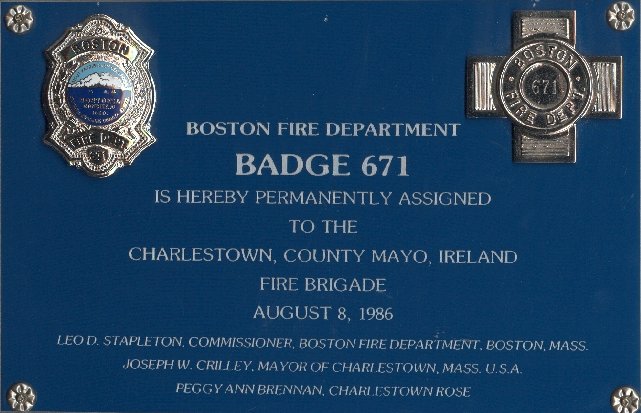 BOSTON
671
BOSTON
671
FIRE DEPT
BOSTON FIRE DEPARTMENT
BADGE 671
IS HEREBY PERMANENTLY ASSIGNED
TO THE
CHARLESTOWN, COUNTY MAYO, IRELAND
FIRE BRIGADE
AUGUST 8, 1986
LEO D. STAPLETON, COMMISSIONER, BOSTON FIRE DEPARTMENT, BOSTON, MASS.
JOSEPH W. CRILLEY, MAYOR OF CHARLESTOWN, MASS. U.S.A.
PEGGY ANN BRENNAN, CHARLESTOWN ROSE